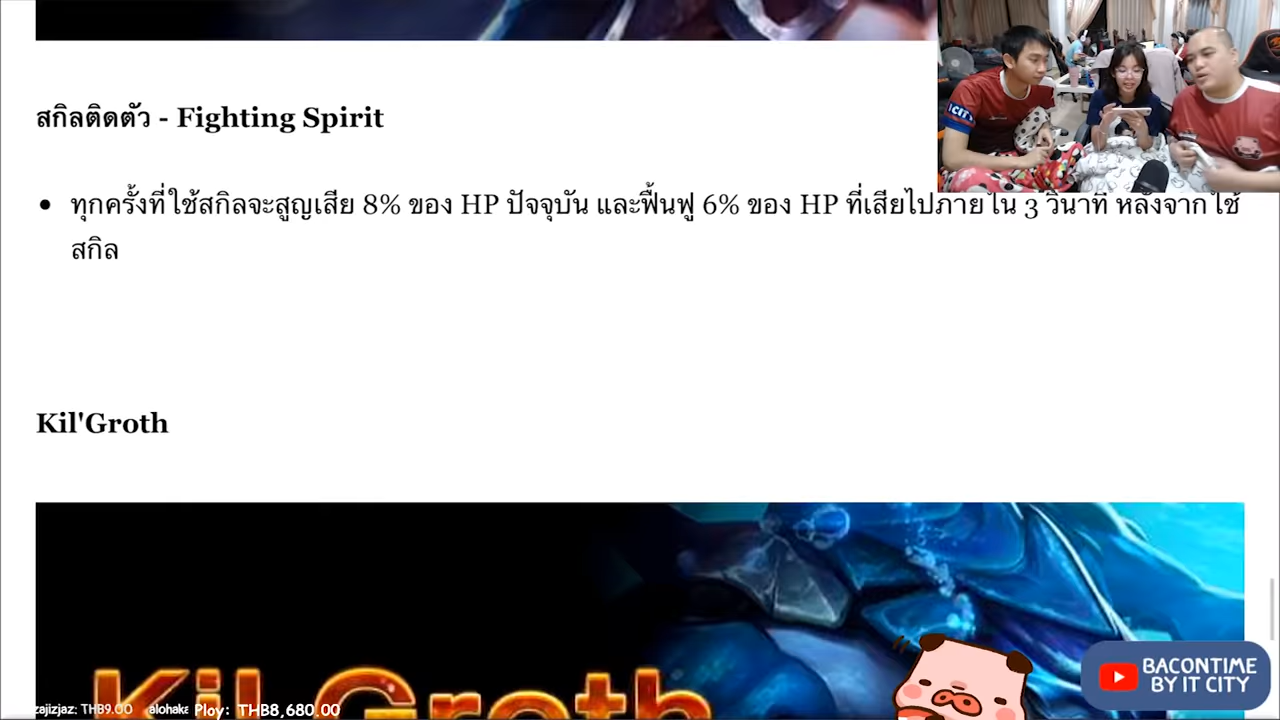 สกิลติดตัว - Fighting Spirit
ทุกครั้งที่ใช้สกิลจะสูญเสีย 8% ของ HP ปัจจุบัน และฟื้นฟู 6% ของ HP ที่เสียไปภายใน 3 วินาที หลังจากใช้
สกิล
Kil'Groth
Kil'Groth
zajizjaz: THB9.00 alohaka Ploy: THB8,680.00
BACONTIME
BY IT CITY
ICIT